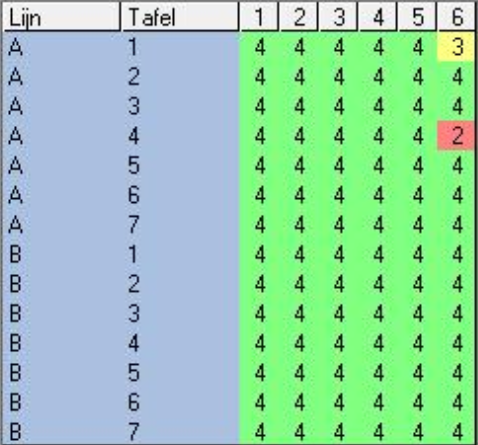 Lijn Tafel 1 2 3 4 5 6
A 1 4 4 4 4 4 3
A 2 4 4 4 4 4 4
A 3 4 4 4 4 4 4
A 4 4 4 4 4 4 2
A 5 4 4 4 4 4 4
A 6 4 4 4 4 4 4
A 7 4 4 4 4 4 4
B 1 4 4 4 4 4 4
B 2 4 4 4 4 4 4
B 3 4 4 4 4 4 4
B 4 4 4 4 4 4 4
B 5 4 4 4 4 4 4
B 6 4 4 4 4 4 4
B 7 4 4 4 4 4 4